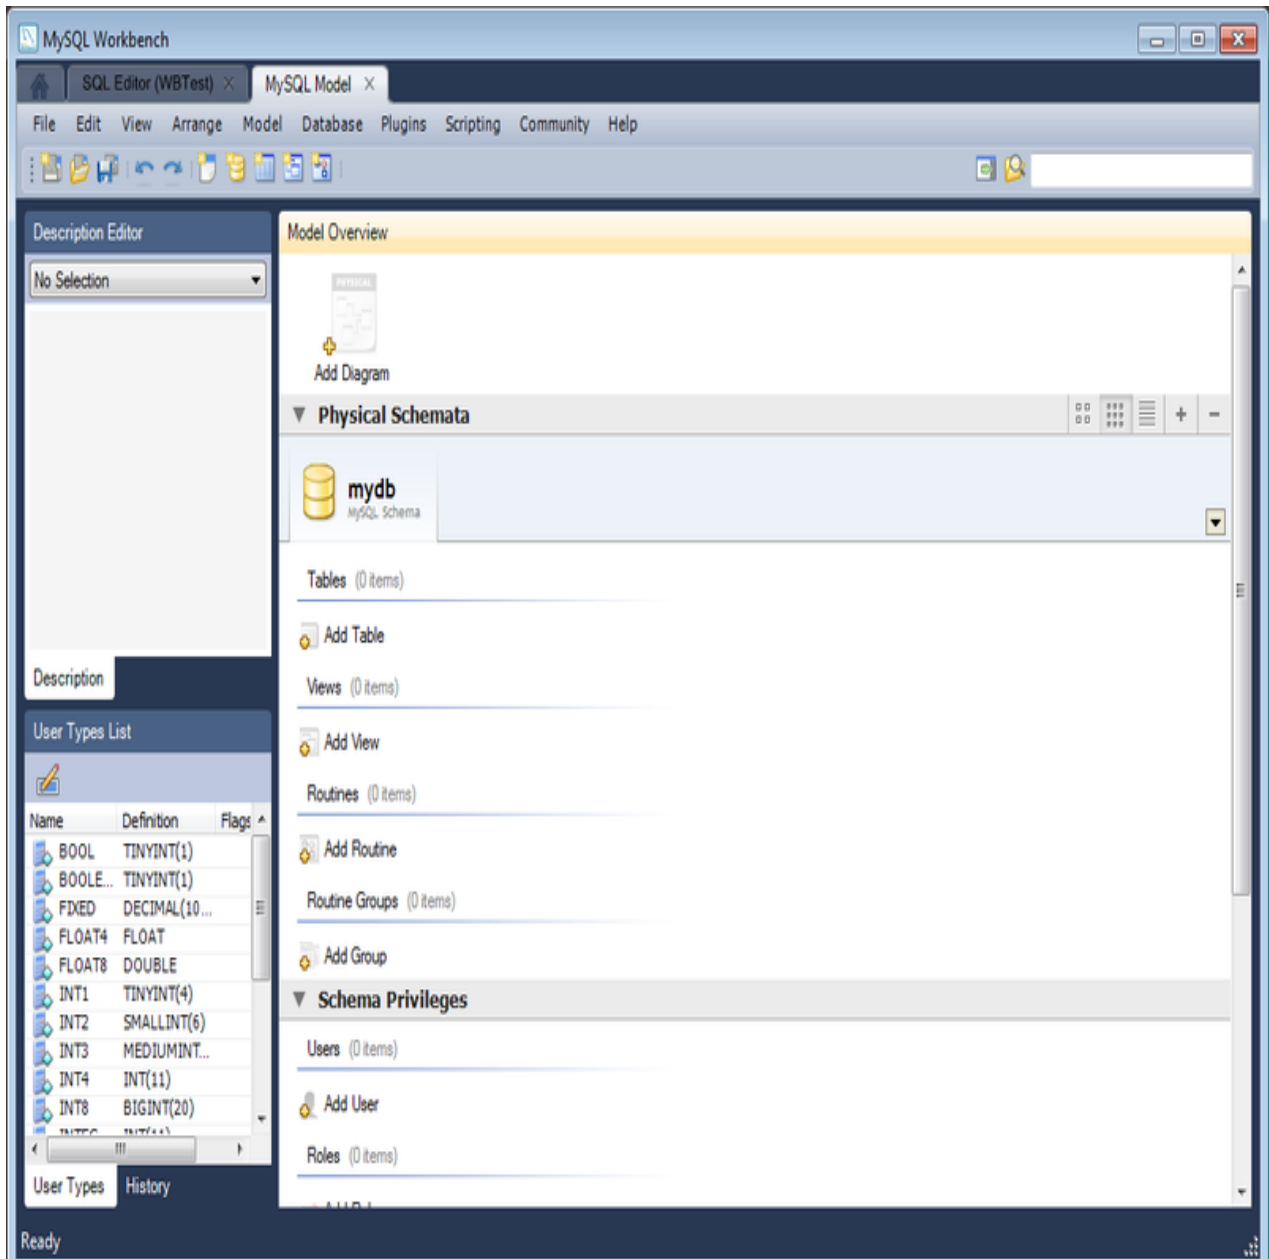 MySQL Workbench
SQL Editor (WBTest)
MySQL Model
File Edit View Arrange Model Database Plugins Scripting Community Help
Description Editor
No Selection
Description
User Types List
Name Definition Flags
BOOL TINYINT(1)
BOOLE... TINYINT(1)
FIXED DECIMAL(10...
FLOAT4 FLOAT
FLOAT8 DOUBLE
INT1 TINYINT(4)
INT2 SMALLINT(6)
INT3 MEDIUMINT...
INT4 INT(11)
INT8 BIGINT(20)
User Types History
Model Overview
PHYSICAL
Add Diagram
Physical Schemata
mydb
MySQL Schema
Tables (0 items)
Add Table
Views (0 items)
Add View
Routines (0 items)
Add Routine
Routine Groups (0 items)
Add Group
Schema Privileges
Users (0 items)
Add User
Roles (0 items)
Ready